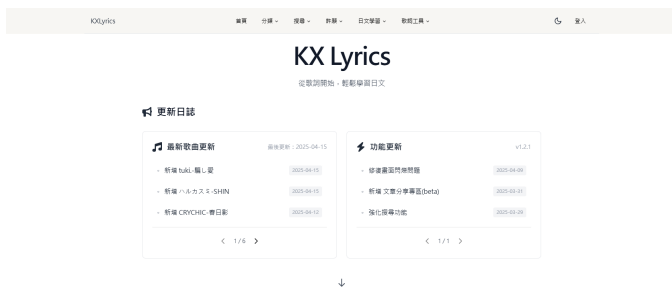 KXLyrics 首頁 分類 搜尋 許願 日文學習 歌詞工具 登入
KX Lyrics
從歌詞開始，輕鬆學習日文
更新日誌
最新歌曲更新 最後更新：2025-04-15
新增 tuki.-騙し愛 2025-04-15
新增 ハルカスミ-SHIN 2025-04-15
新增 CRYCHIC-春日影 2025-04-12
1 / 6
功能更新 v1.2.1
修復畫面閃爍問題 2025-04-09
新增 文章分享專區(beta) 2025-03-31
強化搜尋功能
1 / 1